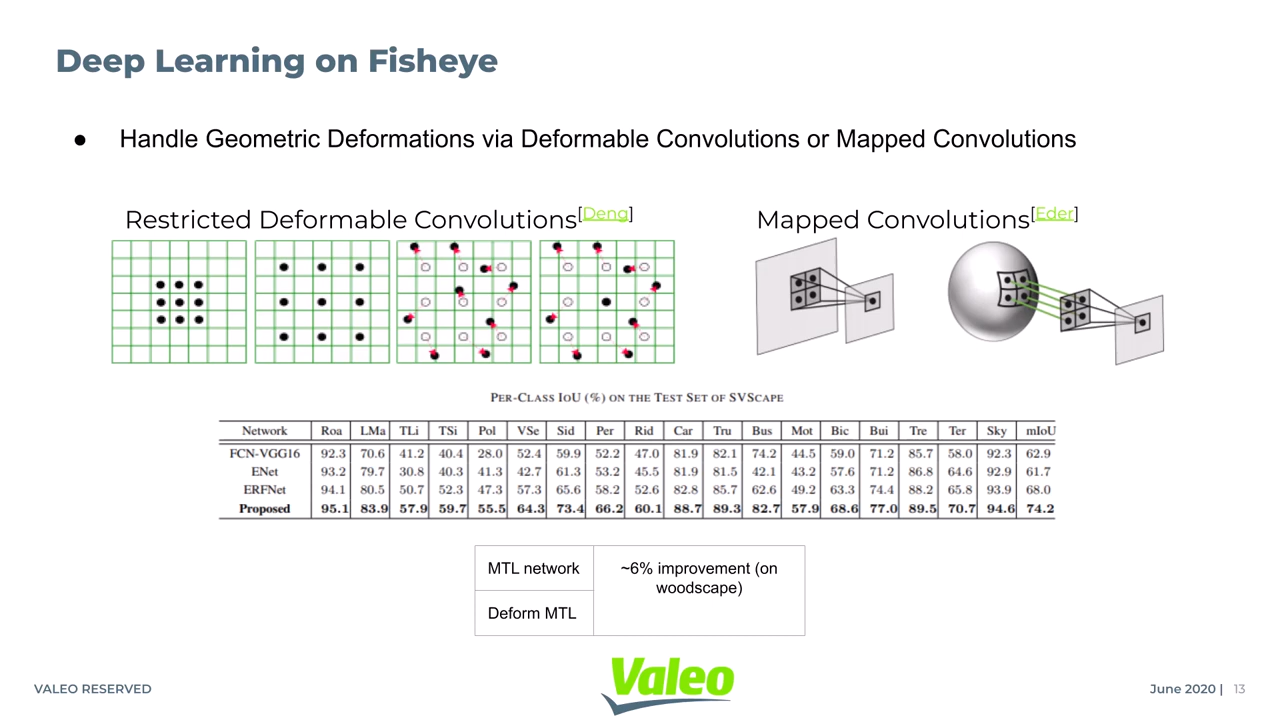 Deep Learning on Fisheye
● Handle Geometric Deformations via Deformable Convolutions or Mapped Convolutions
Restricted Deformable Convolutions[Deng]
Mapped Convolutions[Eder]
PER-CLASS IOU (%) ON THE TEST SET OF SVSCAPE
Network Roa LMa TLi TSi Pol VSe Sid Per Rid Car Tru Bus Mot Bic Bui Tre Ter Sky mIoU
FCN-VGG16 92.3 70.6 41.2 40.4 28.0 52.4 59.9 52.2 47.0 81.9 82.1 74.2 44.5 59.0 71.2 85.7 58.0 92.3 62.9
ENet 93.2 79.7 30.8 40.3 41.3 42.7 61.3 53.2 45.5 81.9 81.5 42.1 43.2 57.6 71.2 86.8 64.6 92.9 61.7
ERFNet 94.1 80.5 50.7 52.3 47.3 57.3 65.6 58.2 52.6 82.8 85.7 62.6 49.2 63.3 74.4 88.2 65.8 93.9 68.0
Proposed 95.1 83.9 57.9 59.7 55.5 64.3 73.4 66.2 60.1 88.7 89.3 82.7 57.9 68.6 77.0 89.5 70.7 94.6 74.2
MTL network
~6% improvement (on
woodscape)
Deform MTL
VALEO RESERVED
Valeo
June 2020 | 13